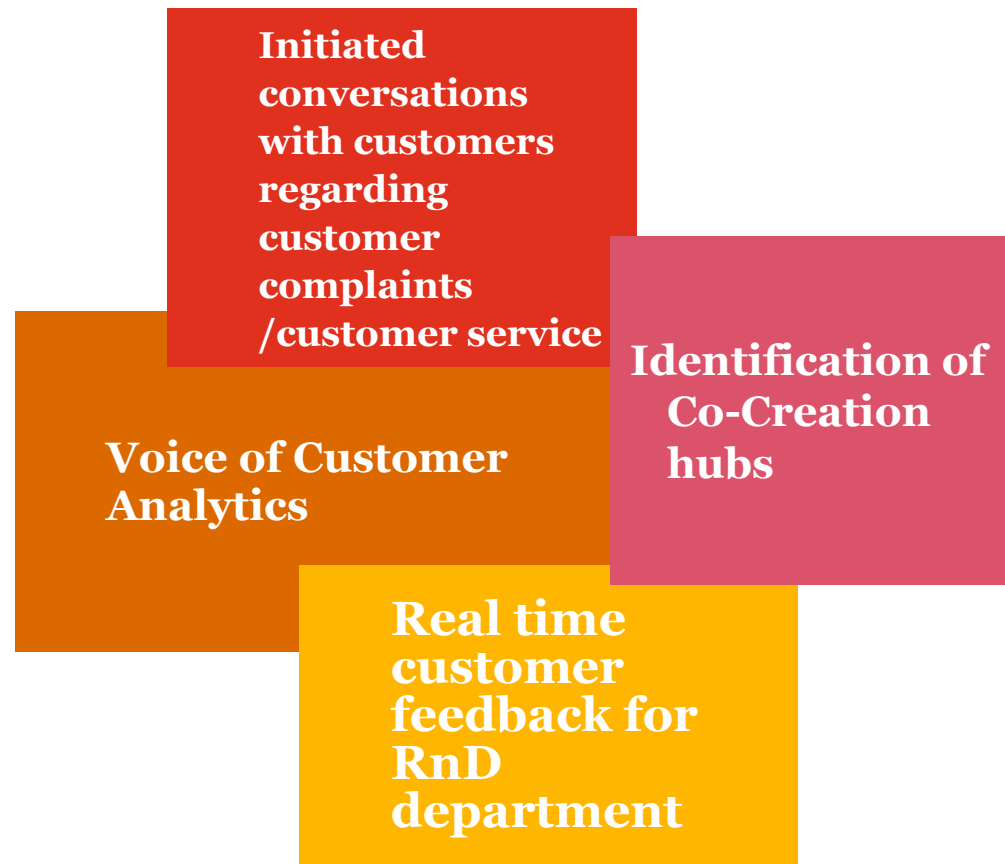 Initiated
conversations
with customers
regarding
customer
complaints
/customer service
Identification of
Co-Creation
hubs
Voice of Customer
Analytics
Real time
customer
feedback for
RnD
department